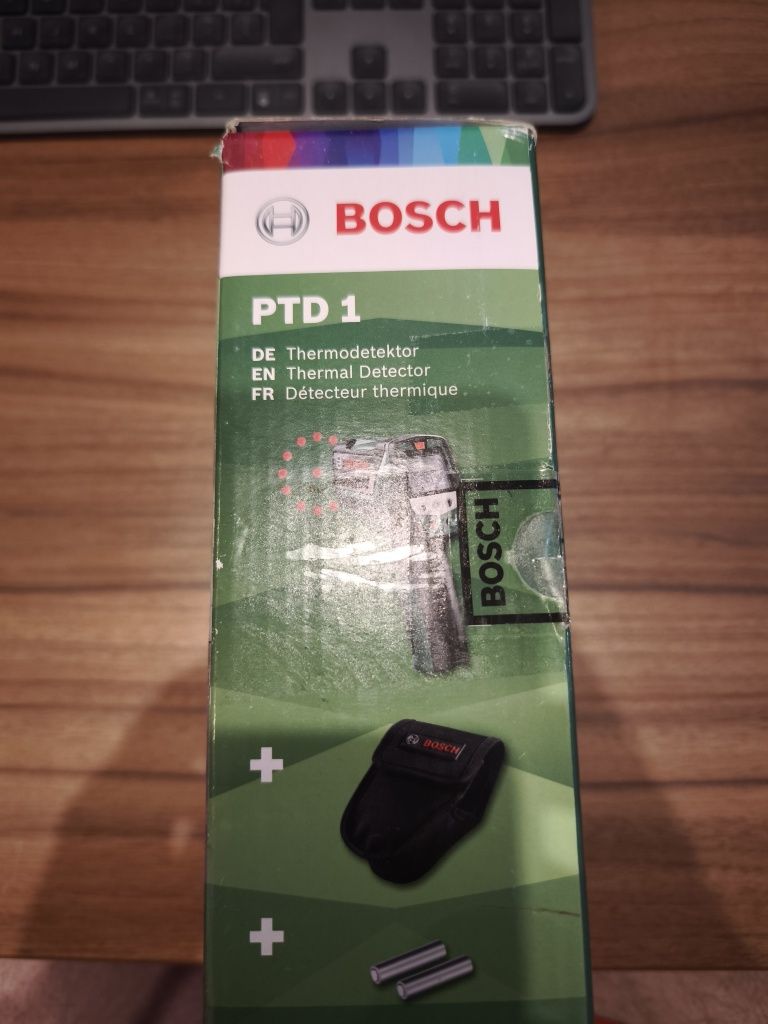 BOSCH
PTD 1
DE Thermodetektor
EN Thermal Detector
FR Détecteur thermique
BOSCH
BOSCH